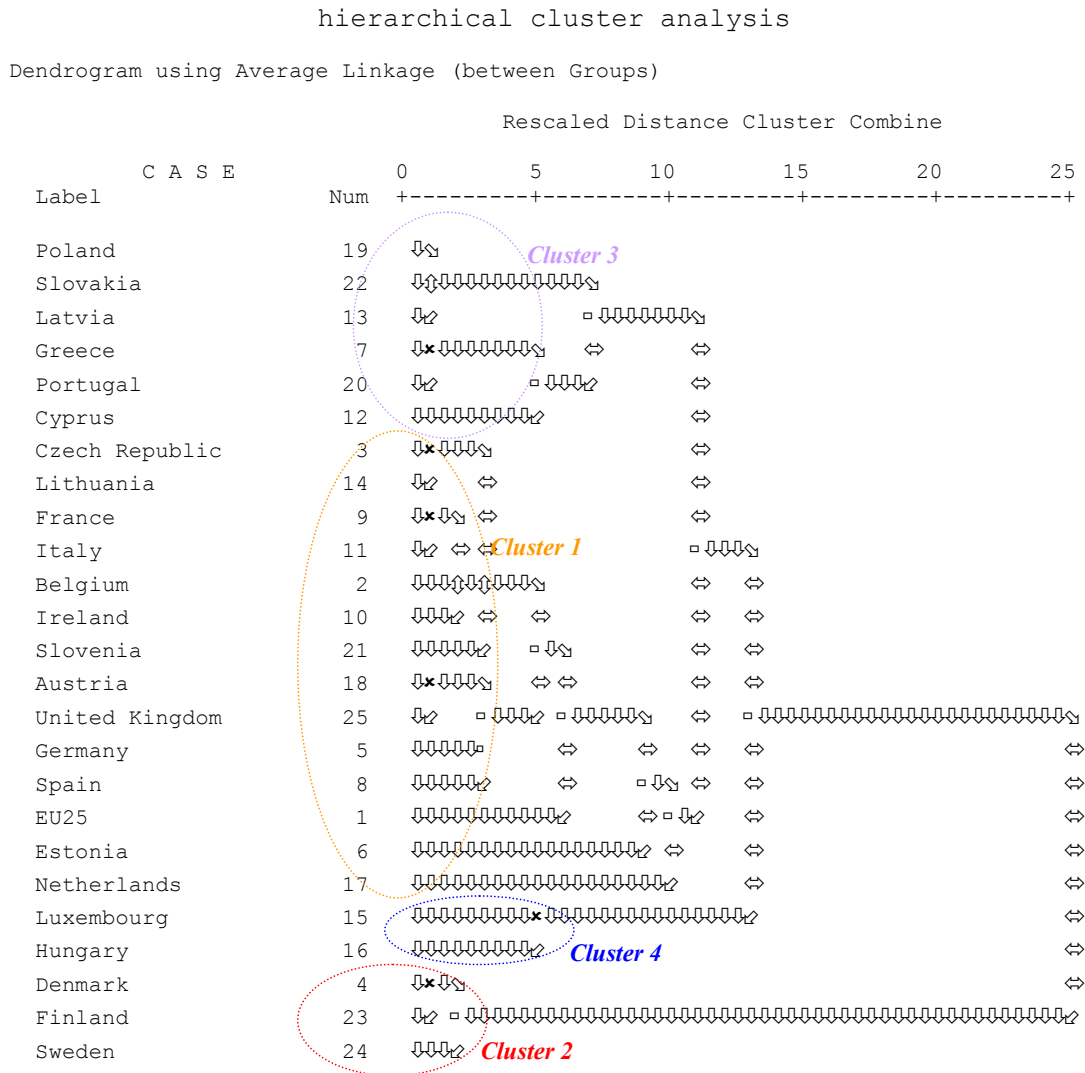 hierarchical cluster analysis
Dendrogram using Average Linkage (between Groups)
Rescaled Distance Cluster Combine
C A S E 0 5 10 15 20 25
Label Num +---------+---------+---------+---------+---------+
Poland 19 ⇩⇘
Cluster 3
Slovakia 22 ⇩⇕⇩⇩⇩⇩⇩⇩⇩⇩⇩⇩⇩⇘
Latvia 13 ⇩⇙ □ ⇩⇩⇩⇩⇩⇩⇩⇘
Greece 7 ⇩× ⇩⇩⇩⇩⇩⇩⇩⇘ ⇔ ⇔
Portugal 20 ⇩⇙ □ ⇩⇩⇩⇙ ⇔
Cyprus 12 ⇩⇩⇩⇩⇩⇩⇩⇩⇩⇙ ⇔
Czech Republic 3 ⇩× ⇩⇩⇩⇘ ⇔
Lithuania 14 ⇩⇙ ⇔ ⇔
France 9 ⇩× ⇩⇘ ⇔ ⇔
Italy 11 ⇩⇙ ⇔ ⇔ Cluster 1 □ ⇩⇩⇩⇘
Belgium 2 ⇩⇩⇩⇕⇩⇕⇩⇩⇩⇘ ⇔ ⇔
Ireland 10 ⇩⇩⇩⇙ ⇔ ⇔ ⇔ ⇔
Slovenia 21 ⇩⇩⇩⇩⇩⇙ □ ⇩⇘ ⇔ ⇔
Austria 18 ⇩× ⇩⇩⇩⇘ ⇔ ⇔ ⇔ ⇔
United Kingdom 25 ⇩⇙ □ ⇩⇩⇩⇙ □ ⇩⇩⇩⇩⇩⇘ ⇔ □ ⇩⇩⇩⇩⇩⇩⇩⇩⇩⇩⇩⇩⇩⇩⇩⇩⇩⇩⇩⇩⇩⇩⇩⇘
Germany 5 ⇩⇩⇩⇩⇩□ ⇔ ⇔ ⇔ ⇔ ⇔
Spain 8 ⇩⇩⇩⇩⇩⇙ ⇔ □ ⇩⇘ ⇔ ⇔ ⇔
EU25 1 ⇩⇩⇩⇩⇩⇩⇩⇩⇩⇩⇩⇙ ⇔ □ ⇩⇙ ⇔ ⇔
Estonia 6 ⇩⇩⇩⇩⇩⇩⇩⇩⇩⇩⇩⇩⇩⇩⇩⇩⇩⇙ ⇔ ⇔ ⇔
Netherlands 17 ⇩⇩⇩⇩⇩⇩⇩⇩⇩⇩⇩⇩⇩⇩⇩⇩⇩⇩⇩⇙ ⇔ ⇔
Luxembourg 15 ⇩⇩⇩⇩⇩⇩⇩⇩⇩× ⇩⇩⇩⇩⇩⇩⇩⇩⇩⇩⇩⇩⇩⇩⇩⇙ ⇔
Hungary 16 ⇩⇩⇩⇩⇩⇩⇩⇩⇩⇙ Cluster 4 ⇔
Denmark 4 ⇩× ⇩⇘ ⇔
Finland 23 ⇩⇙ □ ⇩⇩⇩⇩⇩⇩⇩⇩⇩⇩⇩⇩⇩⇩⇩⇩⇩⇩⇩⇩⇩⇩⇩⇩⇩⇩⇩⇩⇩⇩⇩⇩⇩⇩⇩⇩⇩⇩⇩⇩⇩⇩⇩⇩⇩⇙
Sweden 24 ⇩⇩⇩⇙ Cluster 2